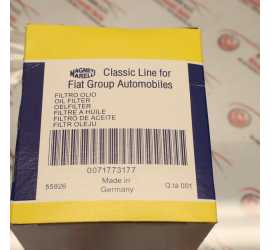 MAGNETI
MARELLI
Classic Line for
Fiat Group Automobiles
FILTRO OLIO
OIL FILTER
OELFILTER
FILTRE A HUILE
FILTRO DE ACEITE
FILTR OLEJU
0071773177
55926
Made in
Germany
Q.ta 001